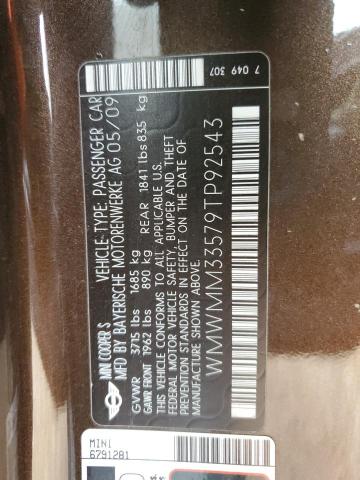 MINI COOPER S
VEHICLE-TYPE: PASSENGER CAR
MFD BY BAYERISCHE MOTORENWERKE AG 05/09
GVWR 3715 lbs 1685 kg
GAWR FRONT 1962 lbs 890 kg REAR 1841 lbs 835 kg
THIS VEHICLE CONFORMS TO ALL APPLICABLE U.S.
FEDERAL MOTOR VEHICLE SAFETY, BUMPER AND THEFT
PREVENTION STANDARDS IN EFFECT ON THE DATE OF
MANUFACTURE SHOWN ABOVE.
WMWMM33579TP92543
7 049 307
MINI
6791281